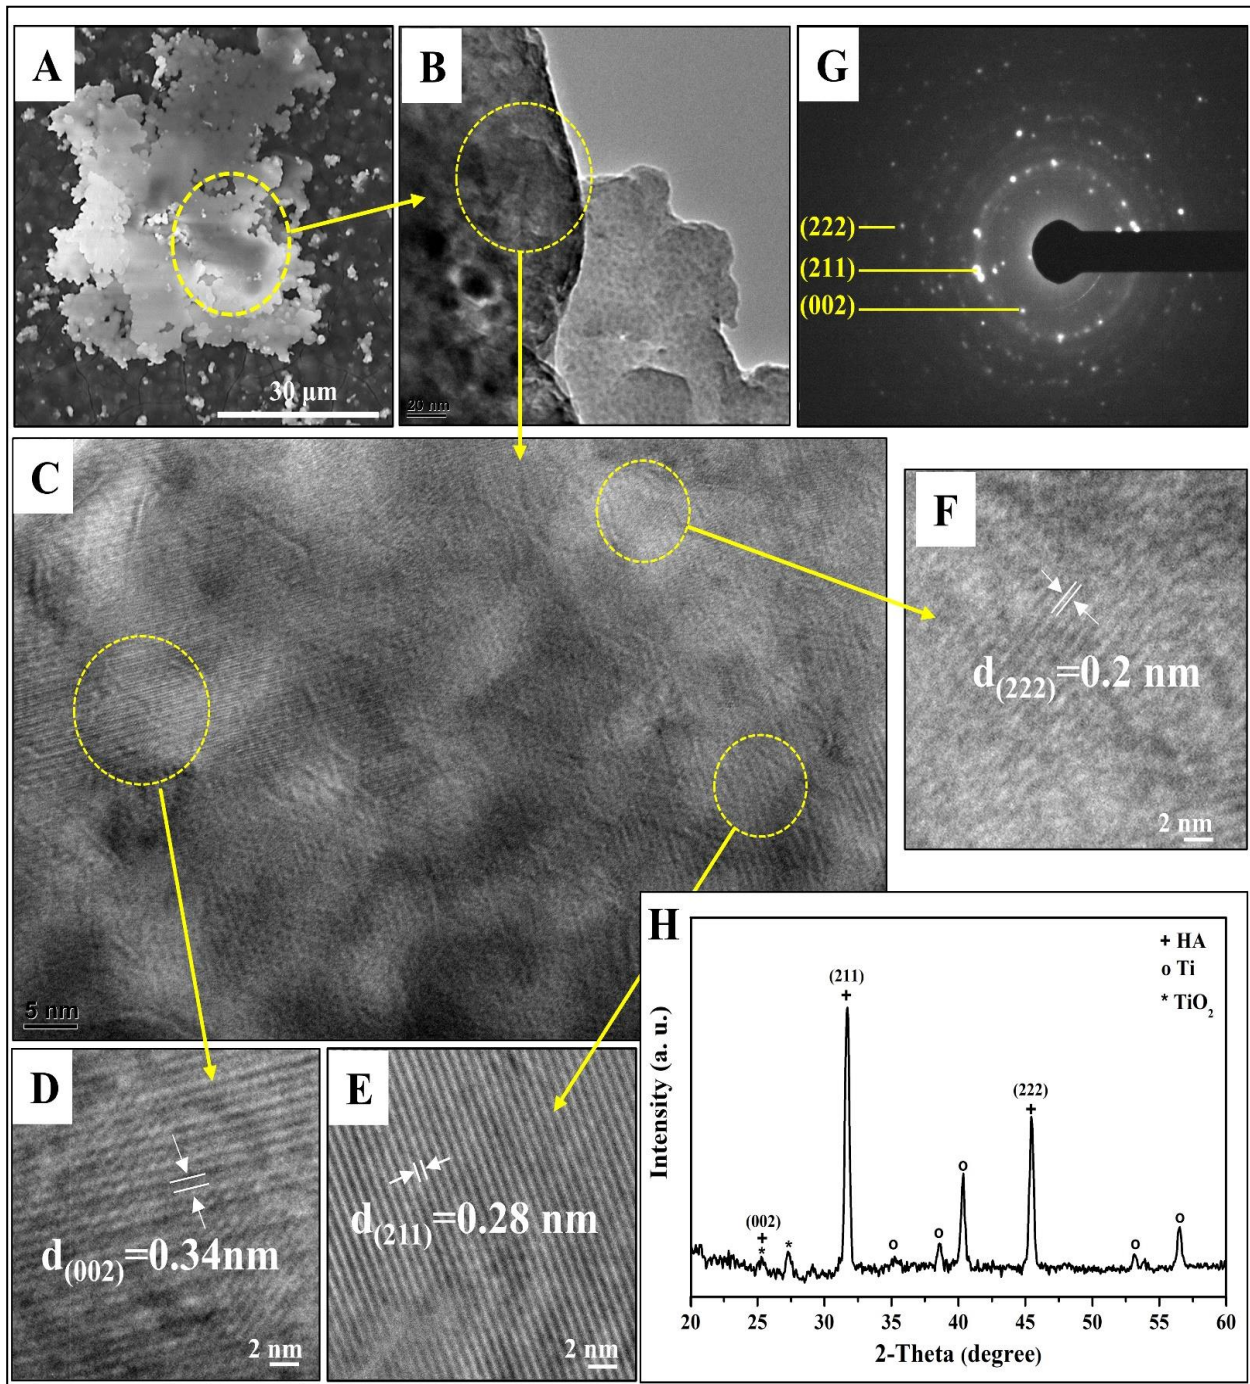 A
30 µm
B
20 nm
G
(222)
(211)
(002)
C
5 nm
F
d(222)=0.2 nm
2 nm
D
d(002)=0.34nm
2 nm
E
d(211)=0.28 nm
2 nm
H
+ HA
o Ti
* TiO2
(211)
+
(222)
+
(002)
+
*
*
o
o
o
o
o
Intensity (a. u.)
20 25 30 35 40 45 50 55 60
2-Theta (degree)